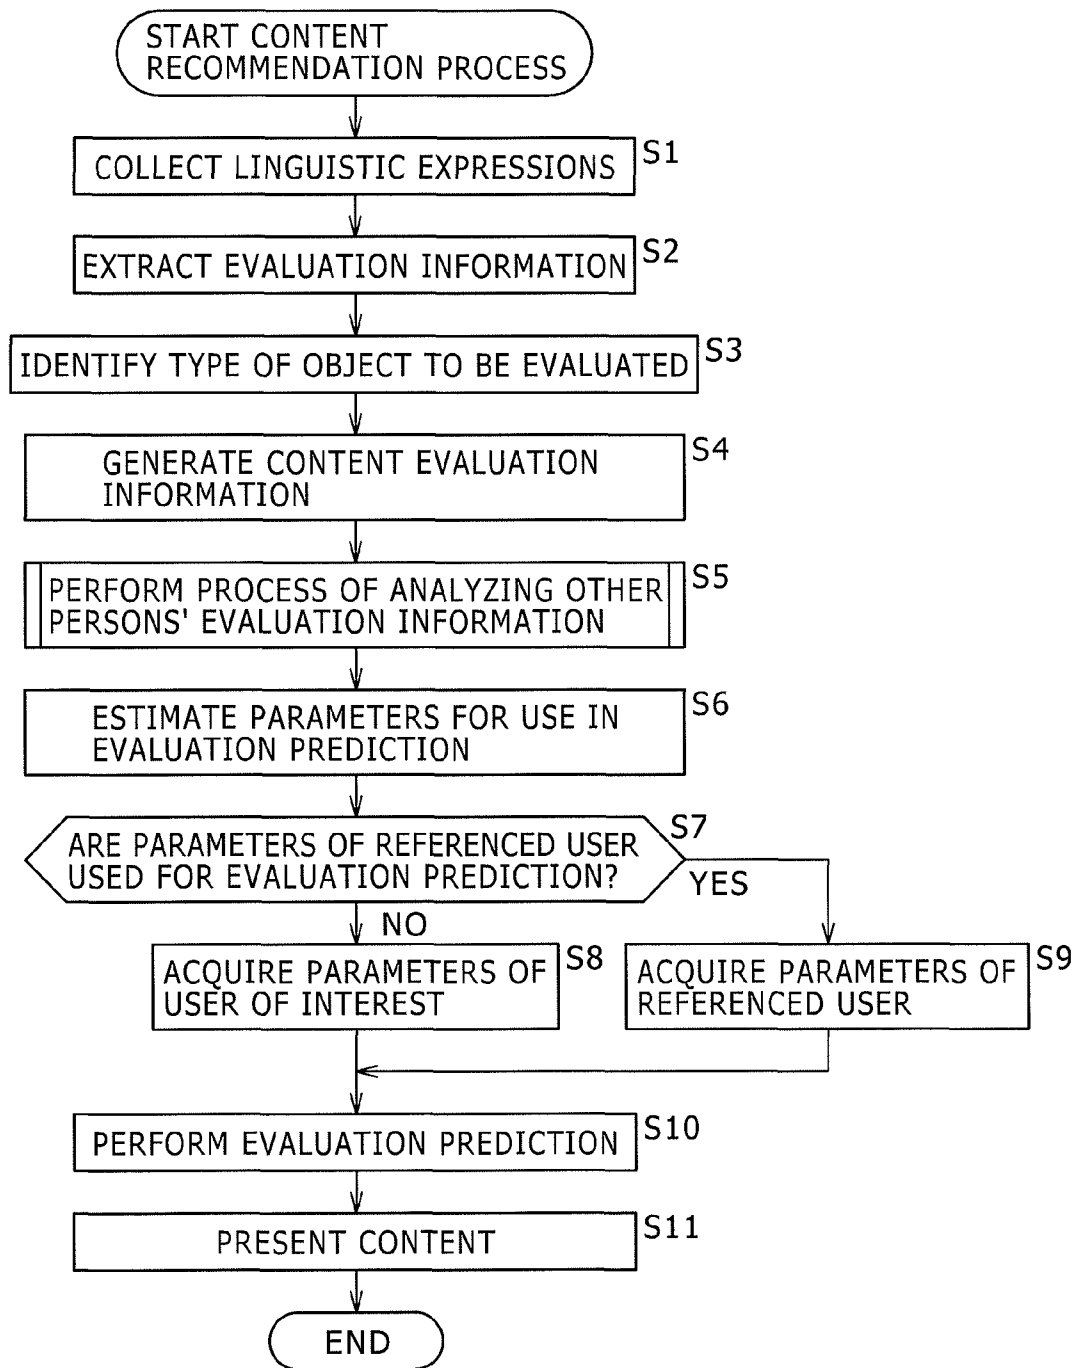 START CONTENT
RECOMMENDATION PROCESS
COLLECT LINGUISTIC EXPRESSIONS
S1
EXTRACT EVALUATION INFORMATION
S2
IDENTIFY TYPE OF OBJECT TO BE EVALUATED
S3
GENERATE CONTENT EVALUATION
INFORMATION
S4
PERFORM PROCESS OF ANALYZING OTHER
PERSONS' EVALUATION INFORMATION
S5
ESTIMATE PARAMETERS FOR USE IN
EVALUATION PREDICTION
S6
ARE PARAMETERS OF REFERENCED USER
USED FOR EVALUATION PREDICTION?
S7
YES
NO
ACQUIRE PARAMETERS OF
USER OF INTEREST
S8
ACQUIRE PARAMETERS OF
REFERENCED USER
S9
PERFORM EVALUATION PREDICTION
S10
PRESENT CONTENT
S11
END